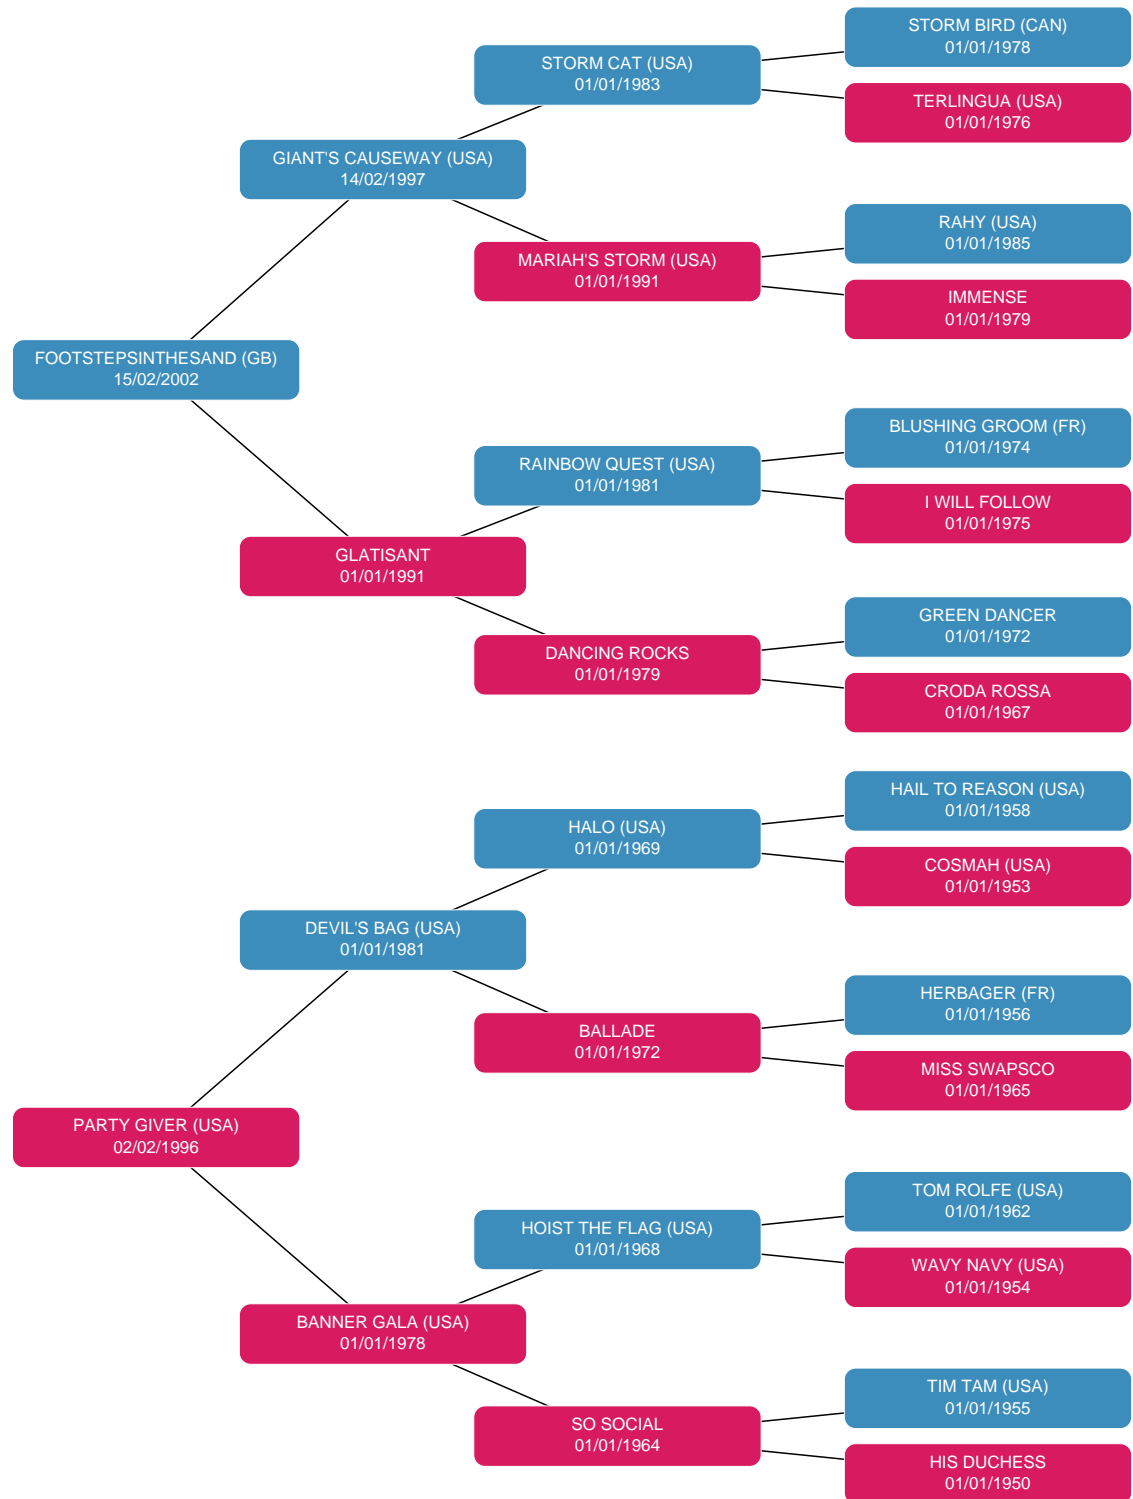 STORM BIRD (CAN)
01/01/1978
STORM CAT (USA)
01/01/1983
TERLINGUA (USA)
01/01/1976
GIANT'S CAUSEWAY (USA)
14/02/1997
RAHY (USA)
01/01/1985
MARIAH'S STORM (USA)
01/01/1991
IMMENSE
01/01/1979
FOOTSTEPSINTHESAND (GB)
15/02/2002
BLUSHING GROOM (FR)
01/01/1974
RAINBOW QUEST (USA)
01/01/1981
I WILL FOLLOW
01/01/1975
GLATISANT
01/01/1991
GREEN DANCER
01/01/1972
DANCING ROCKS
01/01/1979
CRODA ROSSA
01/01/1967
HAIL TO REASON (USA)
01/01/1958
HALO (USA)
01/01/1969
COSMAH (USA)
01/01/1953
DEVIL'S BAG (USA)
01/01/1981
HERBAGER (FR)
01/01/1956
BALLADE
01/01/1972
MISS SWAPSCO
01/01/1965
PARTY GIVER (USA)
02/02/1996
TOM ROLFE (USA)
01/01/1962
HOIST THE FLAG (USA)
01/01/1968
WAVY NAVY (USA)
01/01/1954
BANNER GALA (USA)
01/01/1978
TIM TAM (USA)
01/01/1955
SO SOCIAL
01/01/1964
HIS DUCHESS
01/01/1950